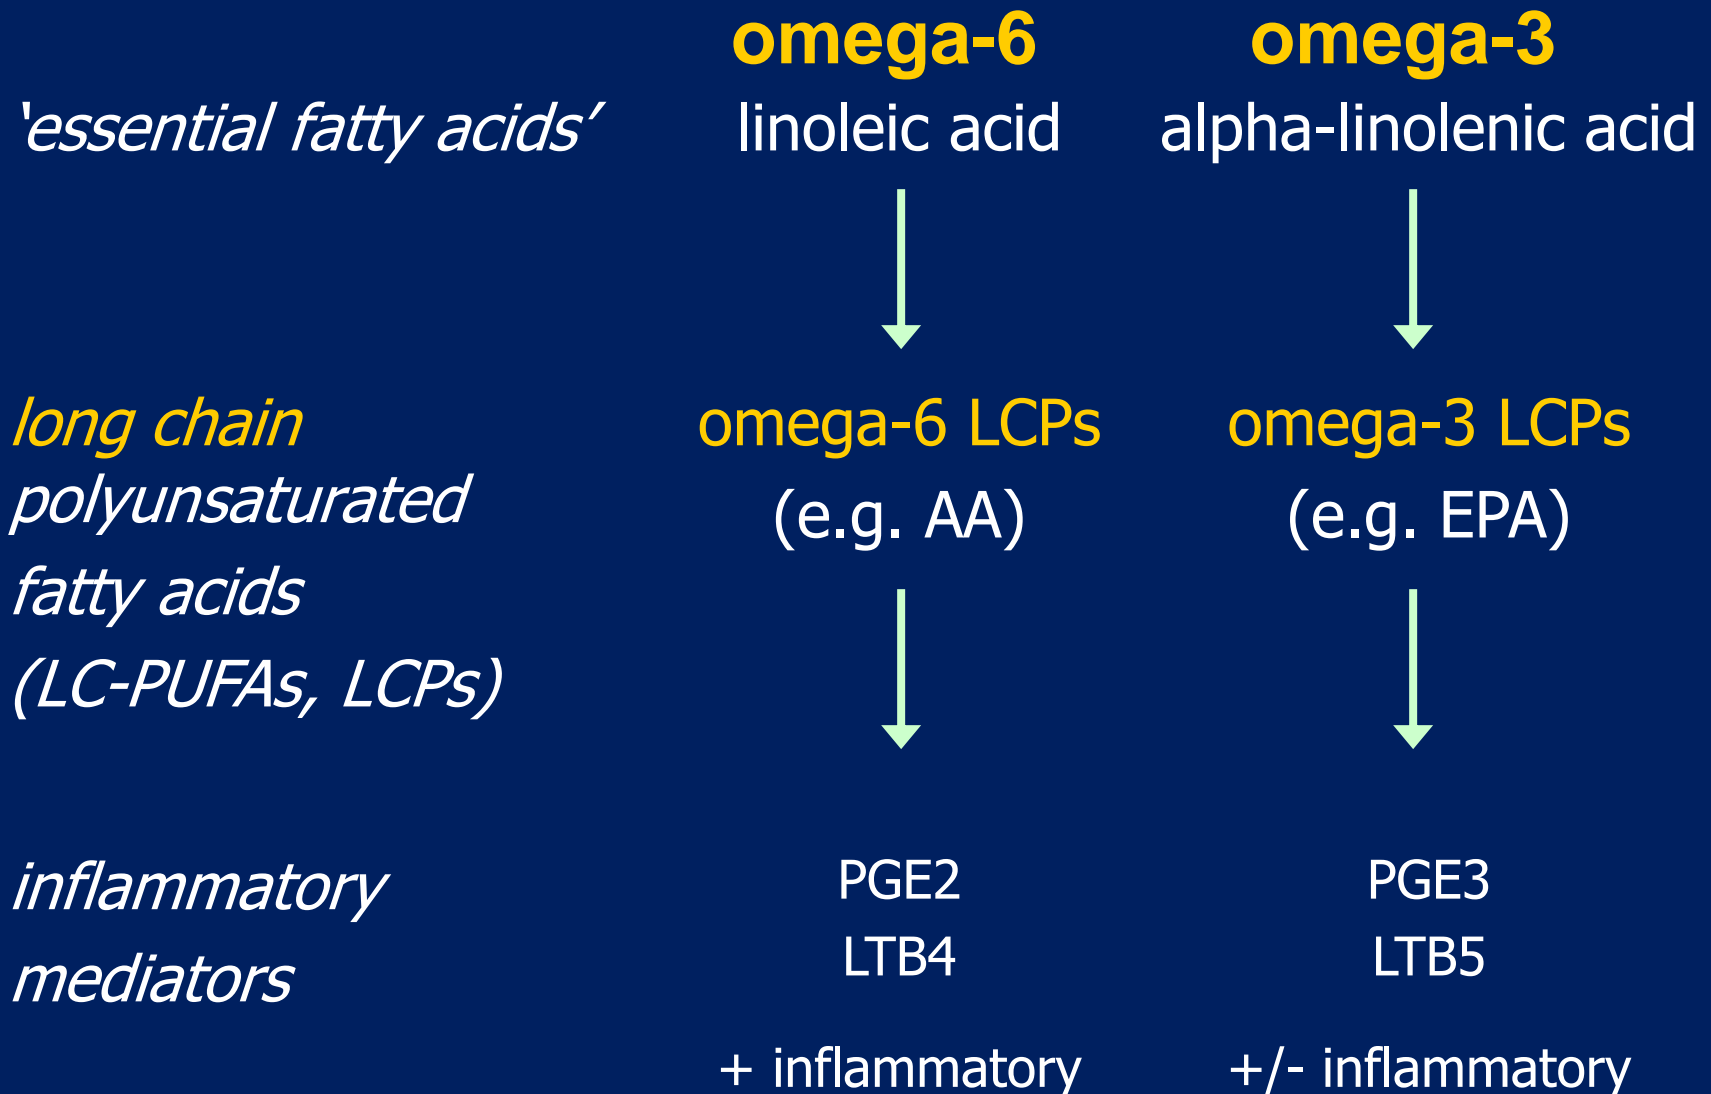 omega-6 omega-3
‘essential fatty acids’ linoleic acid alpha-linolenic acid
long chain omega-6 LCPs omega-3 LCPs
polyunsaturated (e.g. AA) (e.g. EPA)
fatty acids
(LC-PUFAs, LCPs)
inflammatory PGE2 PGE3
mediators LTB4 LTB5
+ inflammatory +/- inflammatory